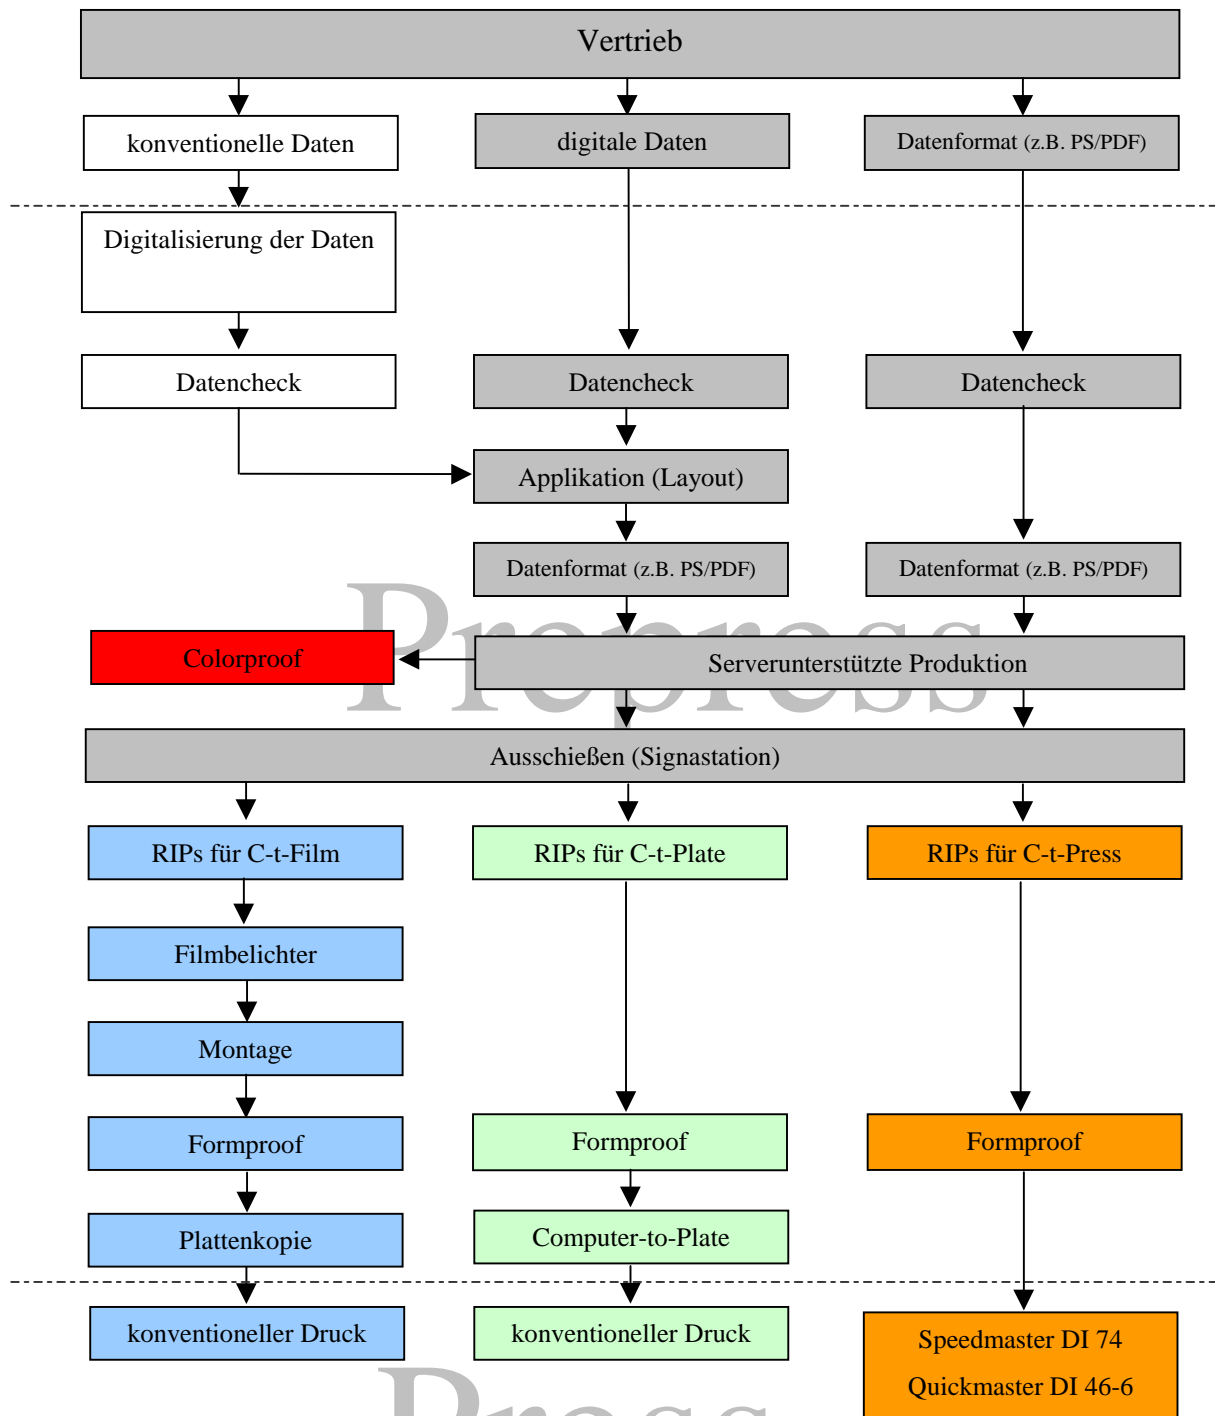 Vertrieb
konventionelle Daten
digitale Daten
Datenformat (z.B. PS/PDF)
Digitalisierung der Daten
Datencheck
Datencheck
Datencheck
Applikation (Layout)
Datenformat (z.B. PS/PDF)
Datenformat (z.B. PS/PDF)
Prepress
Colorproof
Serverunterstützte Produktion
Ausschießen (Signastation)
RIPs für C-t-Film
RIPs für C-t-Plate
RIPs für C-t-Press
Filmbelichter
Montage
Formproof
Formproof
Formproof
Plattenkopie
Computer-to-Plate
konventioneller Druck
konventioneller Druck
Speedmaster DI 74
Quickmaster DI 46-6
Press